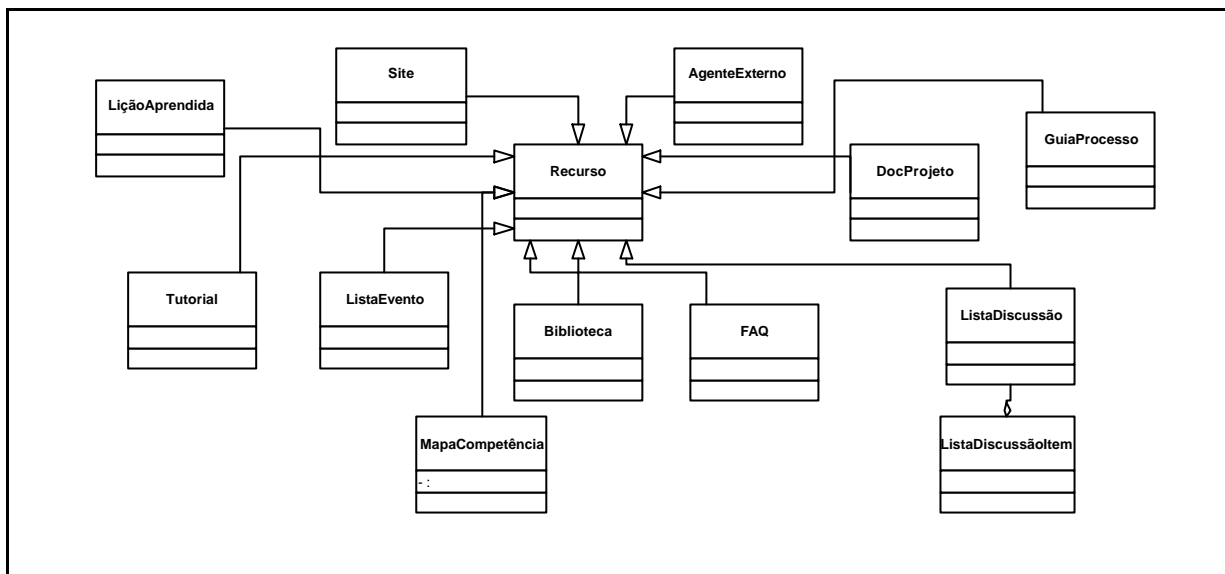 Site
AgenteExterno
LiçãoAprendida
GuiaProcesso
Recurso
DocProjeto
Tutorial
ListaEvento
Biblioteca
FAQ
ListaDiscussão
MapaCompetência
- :
ListaDiscussãoItem